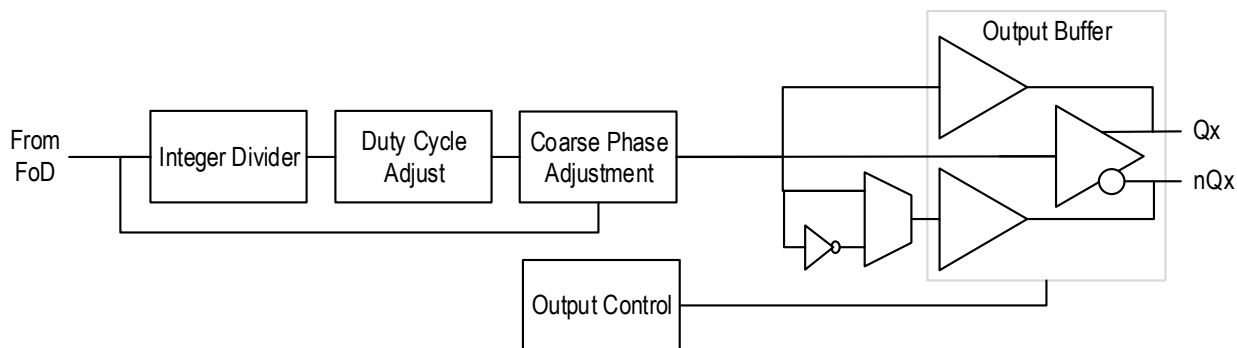 Output Buffer
From
FoD
Integer Divider
Duty Cycle
Adjust
Coarse Phase
Adjustment
Qx
nQx
Output Control